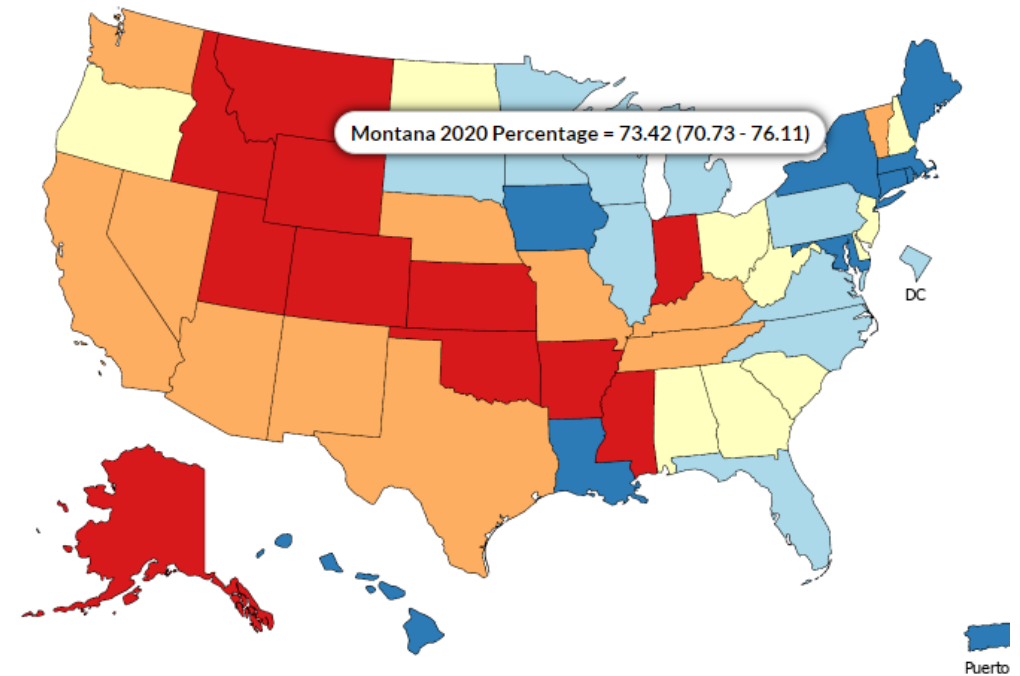 Montana 2020 Percentage = 73.42 (70.73 - 76.11)
DC
Puerto